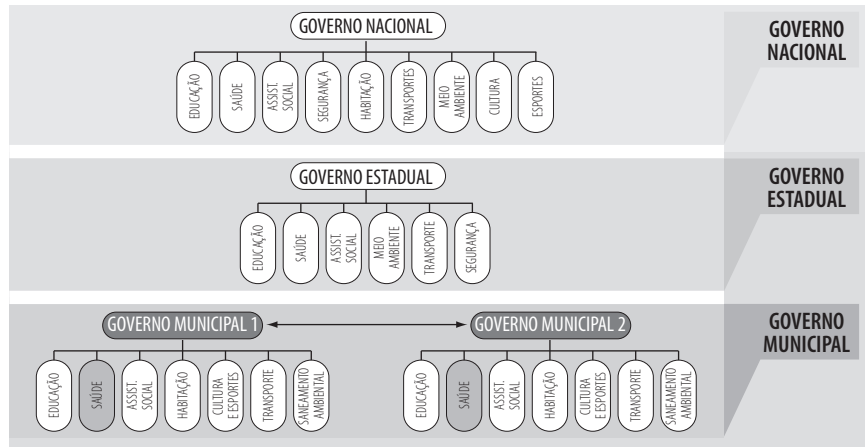 GOVERNO NACIONAL
EDUCAÇÃO
SAÚDE
ASSIST.
SOCIAL
SEGURANÇA
HABITAÇÃO
TRANSPORTES
MEIO
AMBIENTE
CULTURA
ESPORTES
GOVERNO
NACIONAL
GOVERNO ESTADUAL
EDUCAÇÃO
SAÚDE
ASSIST.
SOCIAL
MEIO
AMBIENTE
TRANSPORTE
SEGURANÇA
GOVERNO
ESTADUAL
GOVERNO MUNICIPAL 1
EDUCAÇÃO
SAÚDE
ASSIST.
SOCIAL
HABITAÇÃO
CULTURA
E ESPORTES
TRANSPORTE
SANEAMENTO
AMBIENTAL
GOVERNO MUNICIPAL 2
EDUCAÇÃO
SAÚDE
ASSIST.
SOCIAL
HABITAÇÃO
CULTURA
E ESPORTES
TRANSPORTE
SANEAMENTO
AMBIENTAL
GOVERNO
MUNICIPAL